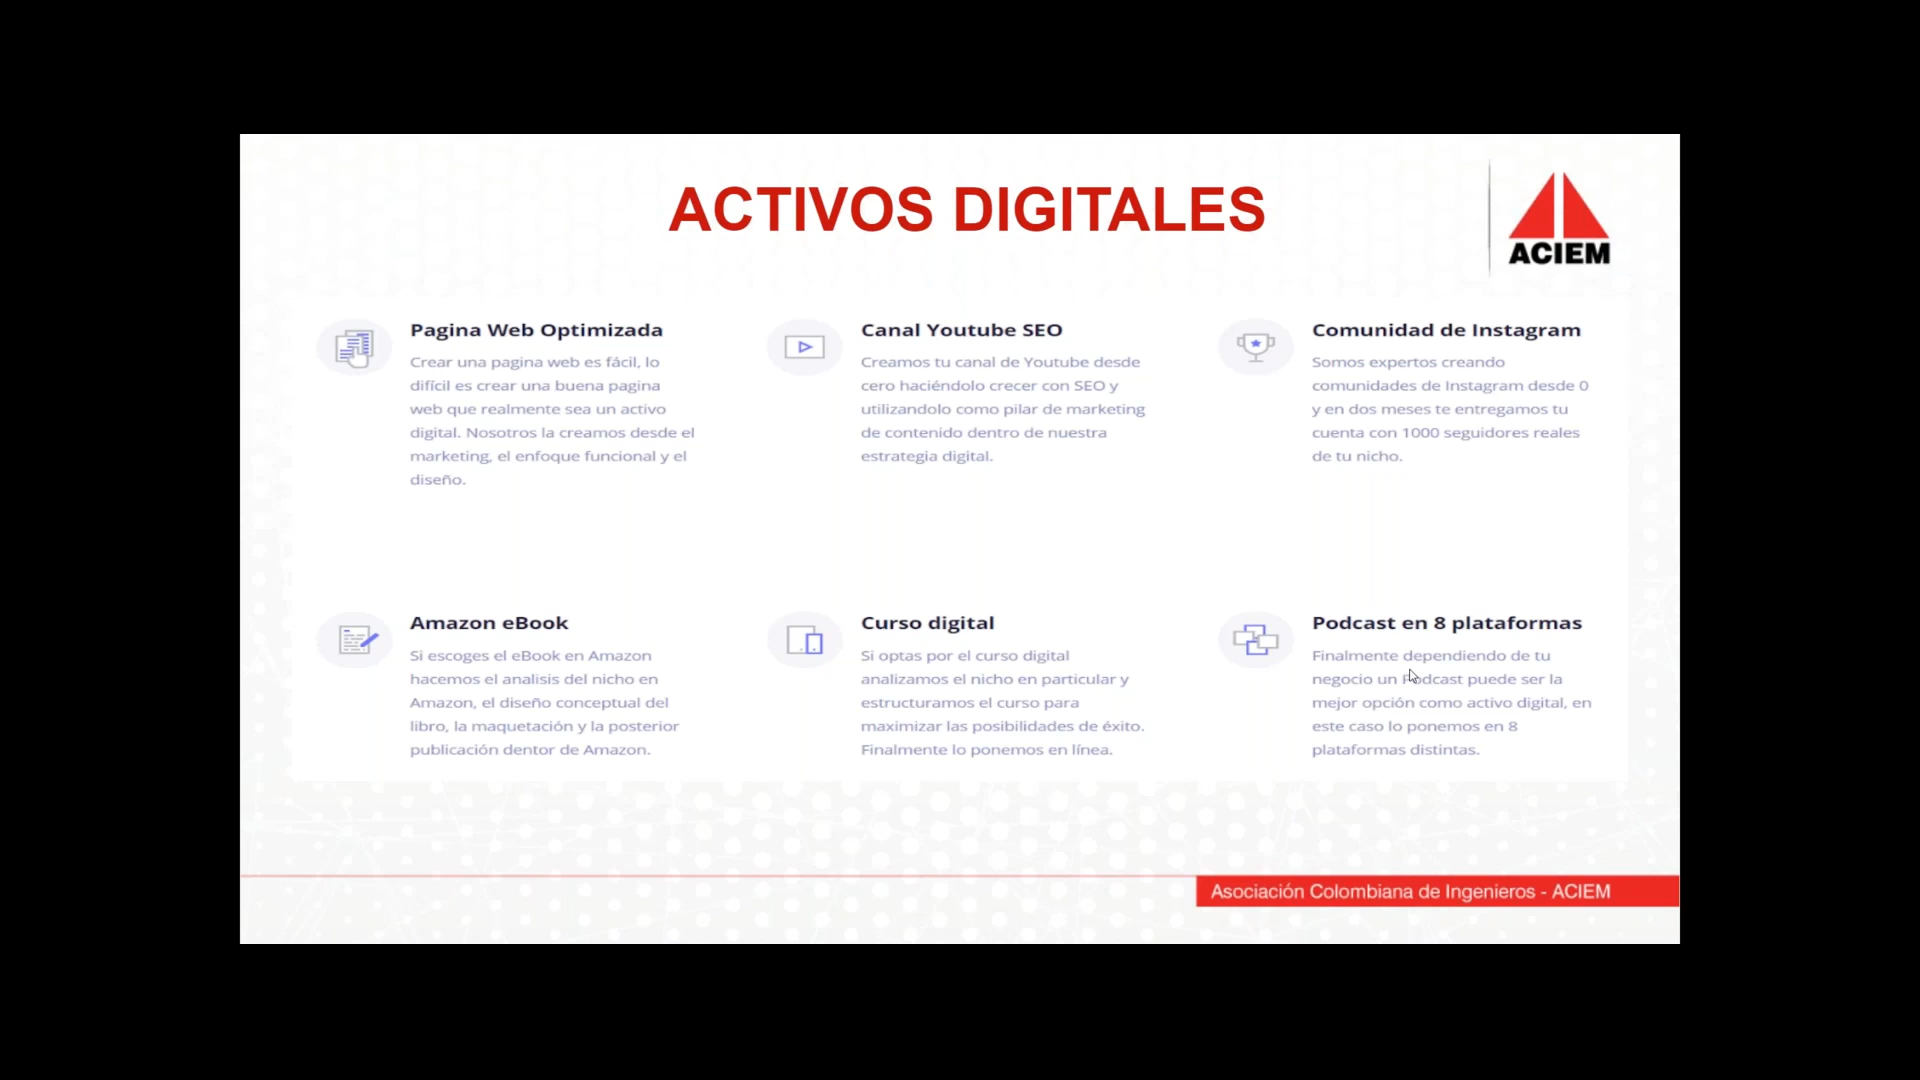 ACTIVOS DIGITALES
ACIEM
Pagina Web Optimizada
Crear una pagina web es fácil, lo
difícil es crear una buena pagina
web que realmente sea un activo
digital. Nosotros la creamos desde el
marketing, el enfoque funcional y el
diseño.
Canal Youtube SEO
Creamos tu canal de Youtube desde
cero haciéndolo crecer con SEO y
utilizandolo como pilar de marketing
de contenido dentro de nuestra
estrategia digital.
Comunidad de Instagram
Somos expertos creando
comunidades de Instagram desde 0
y en dos meses te entregamos tu
cuenta con 1000 seguidores reales
de tu nicho.
Amazon eBook
Si escoges el eBook en Amazon
hacemos el analisis del nicho en
Amazon, el diseño conceptual del
libro, la maquetación y la posterior
publicación dentor de Amazon.
Curso digital
Si optas por el curso digital
analizamos el nicho en particular y
estructuramos el curso para
maximizar las posibilidades de éxito.
Finalmente lo ponemos en línea.
Podcast en 8 plataformas
Finalmente dependiendo de tu
negocio un Podcast puede ser la
mejor opción como activo digital, en
este caso lo ponemos en 8
plataformas distintas.
Asociación Colombiana de Ingenieros - ACIEM